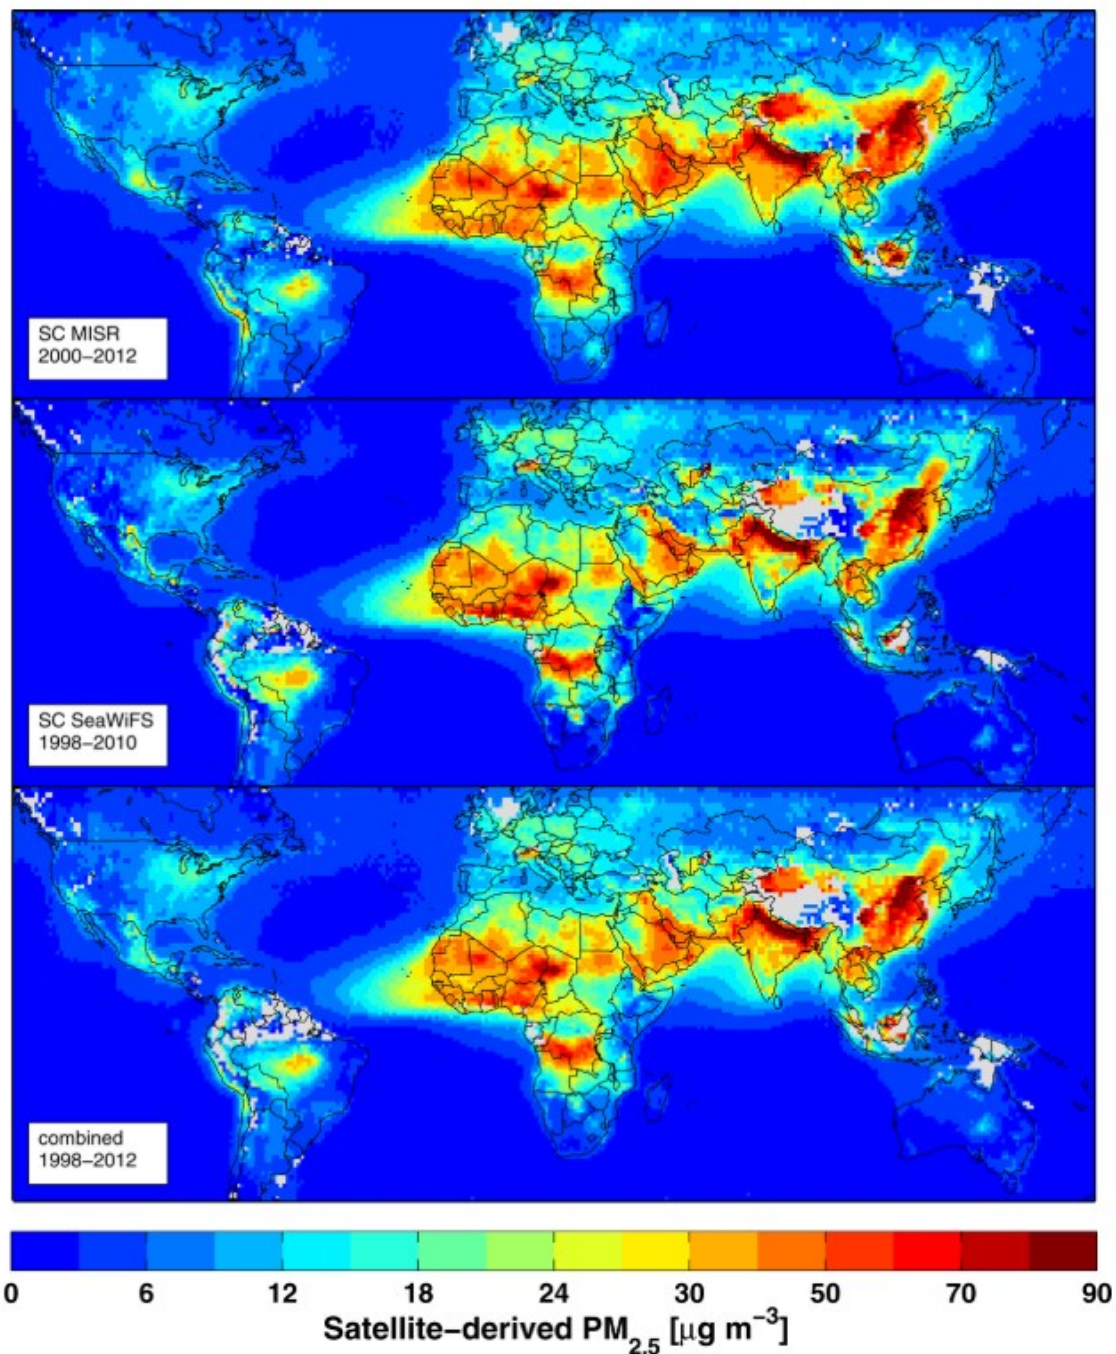 SC MISR
2000−2012
SC SeaWiFS
1998−2010
combined
1998−2012
0 6 12 18 24 30 50 70 90
Satellite−derived PM2.5 [μg m−3]